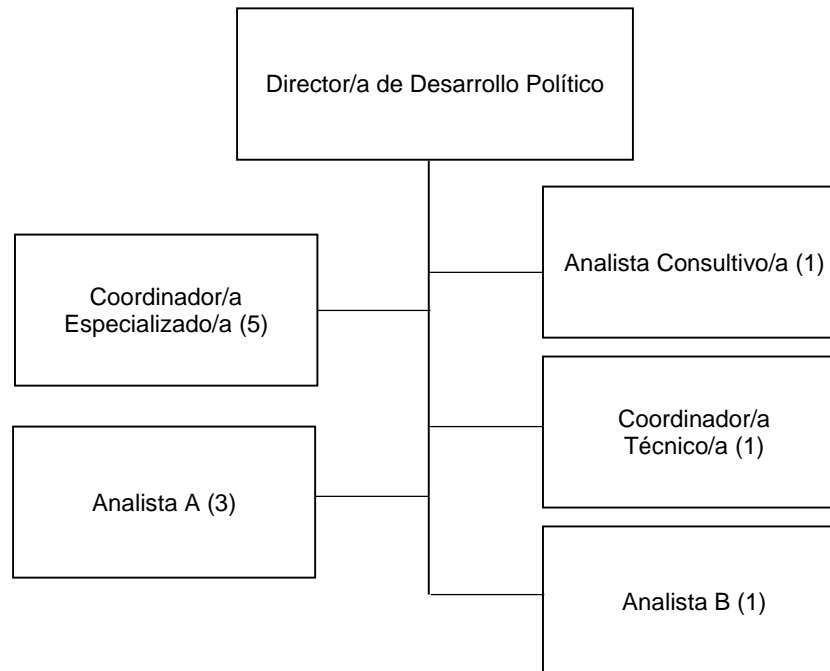 Director/a de Desarrollo Político
Analista Consultivo/a (1)
Coordinador/a
Especializado/a (5)
Coordinador/a
Técnico/a (1)
Analista A (3)
Analista B (1)